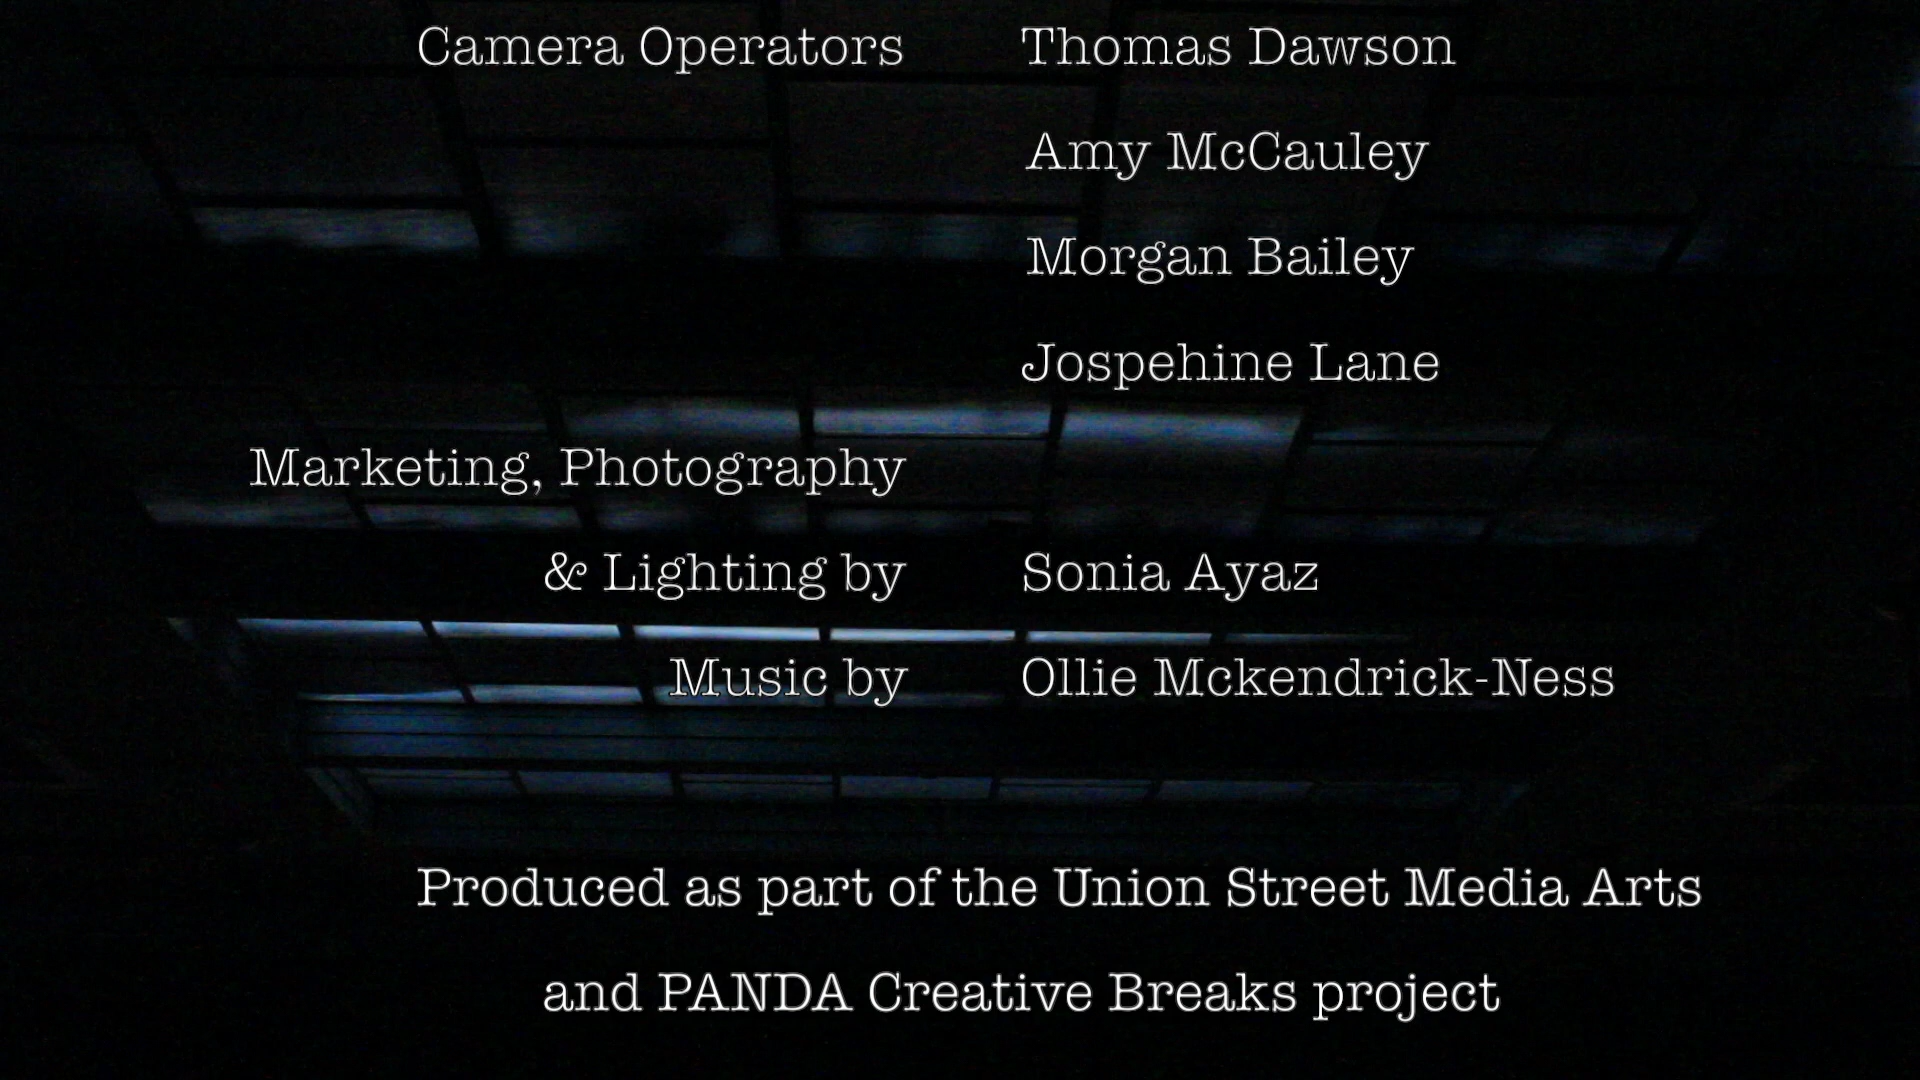 Camera Operators Thomas Dawson
Amy McCauley
Morgan Bailey
Jospehine Lane
Marketing, Photography
& Lighting by Sonia Ayaz
Music by Ollie Mckendrick-Ness
Produced as part of the Union Street Media Arts
and PANDA Creative Breaks project